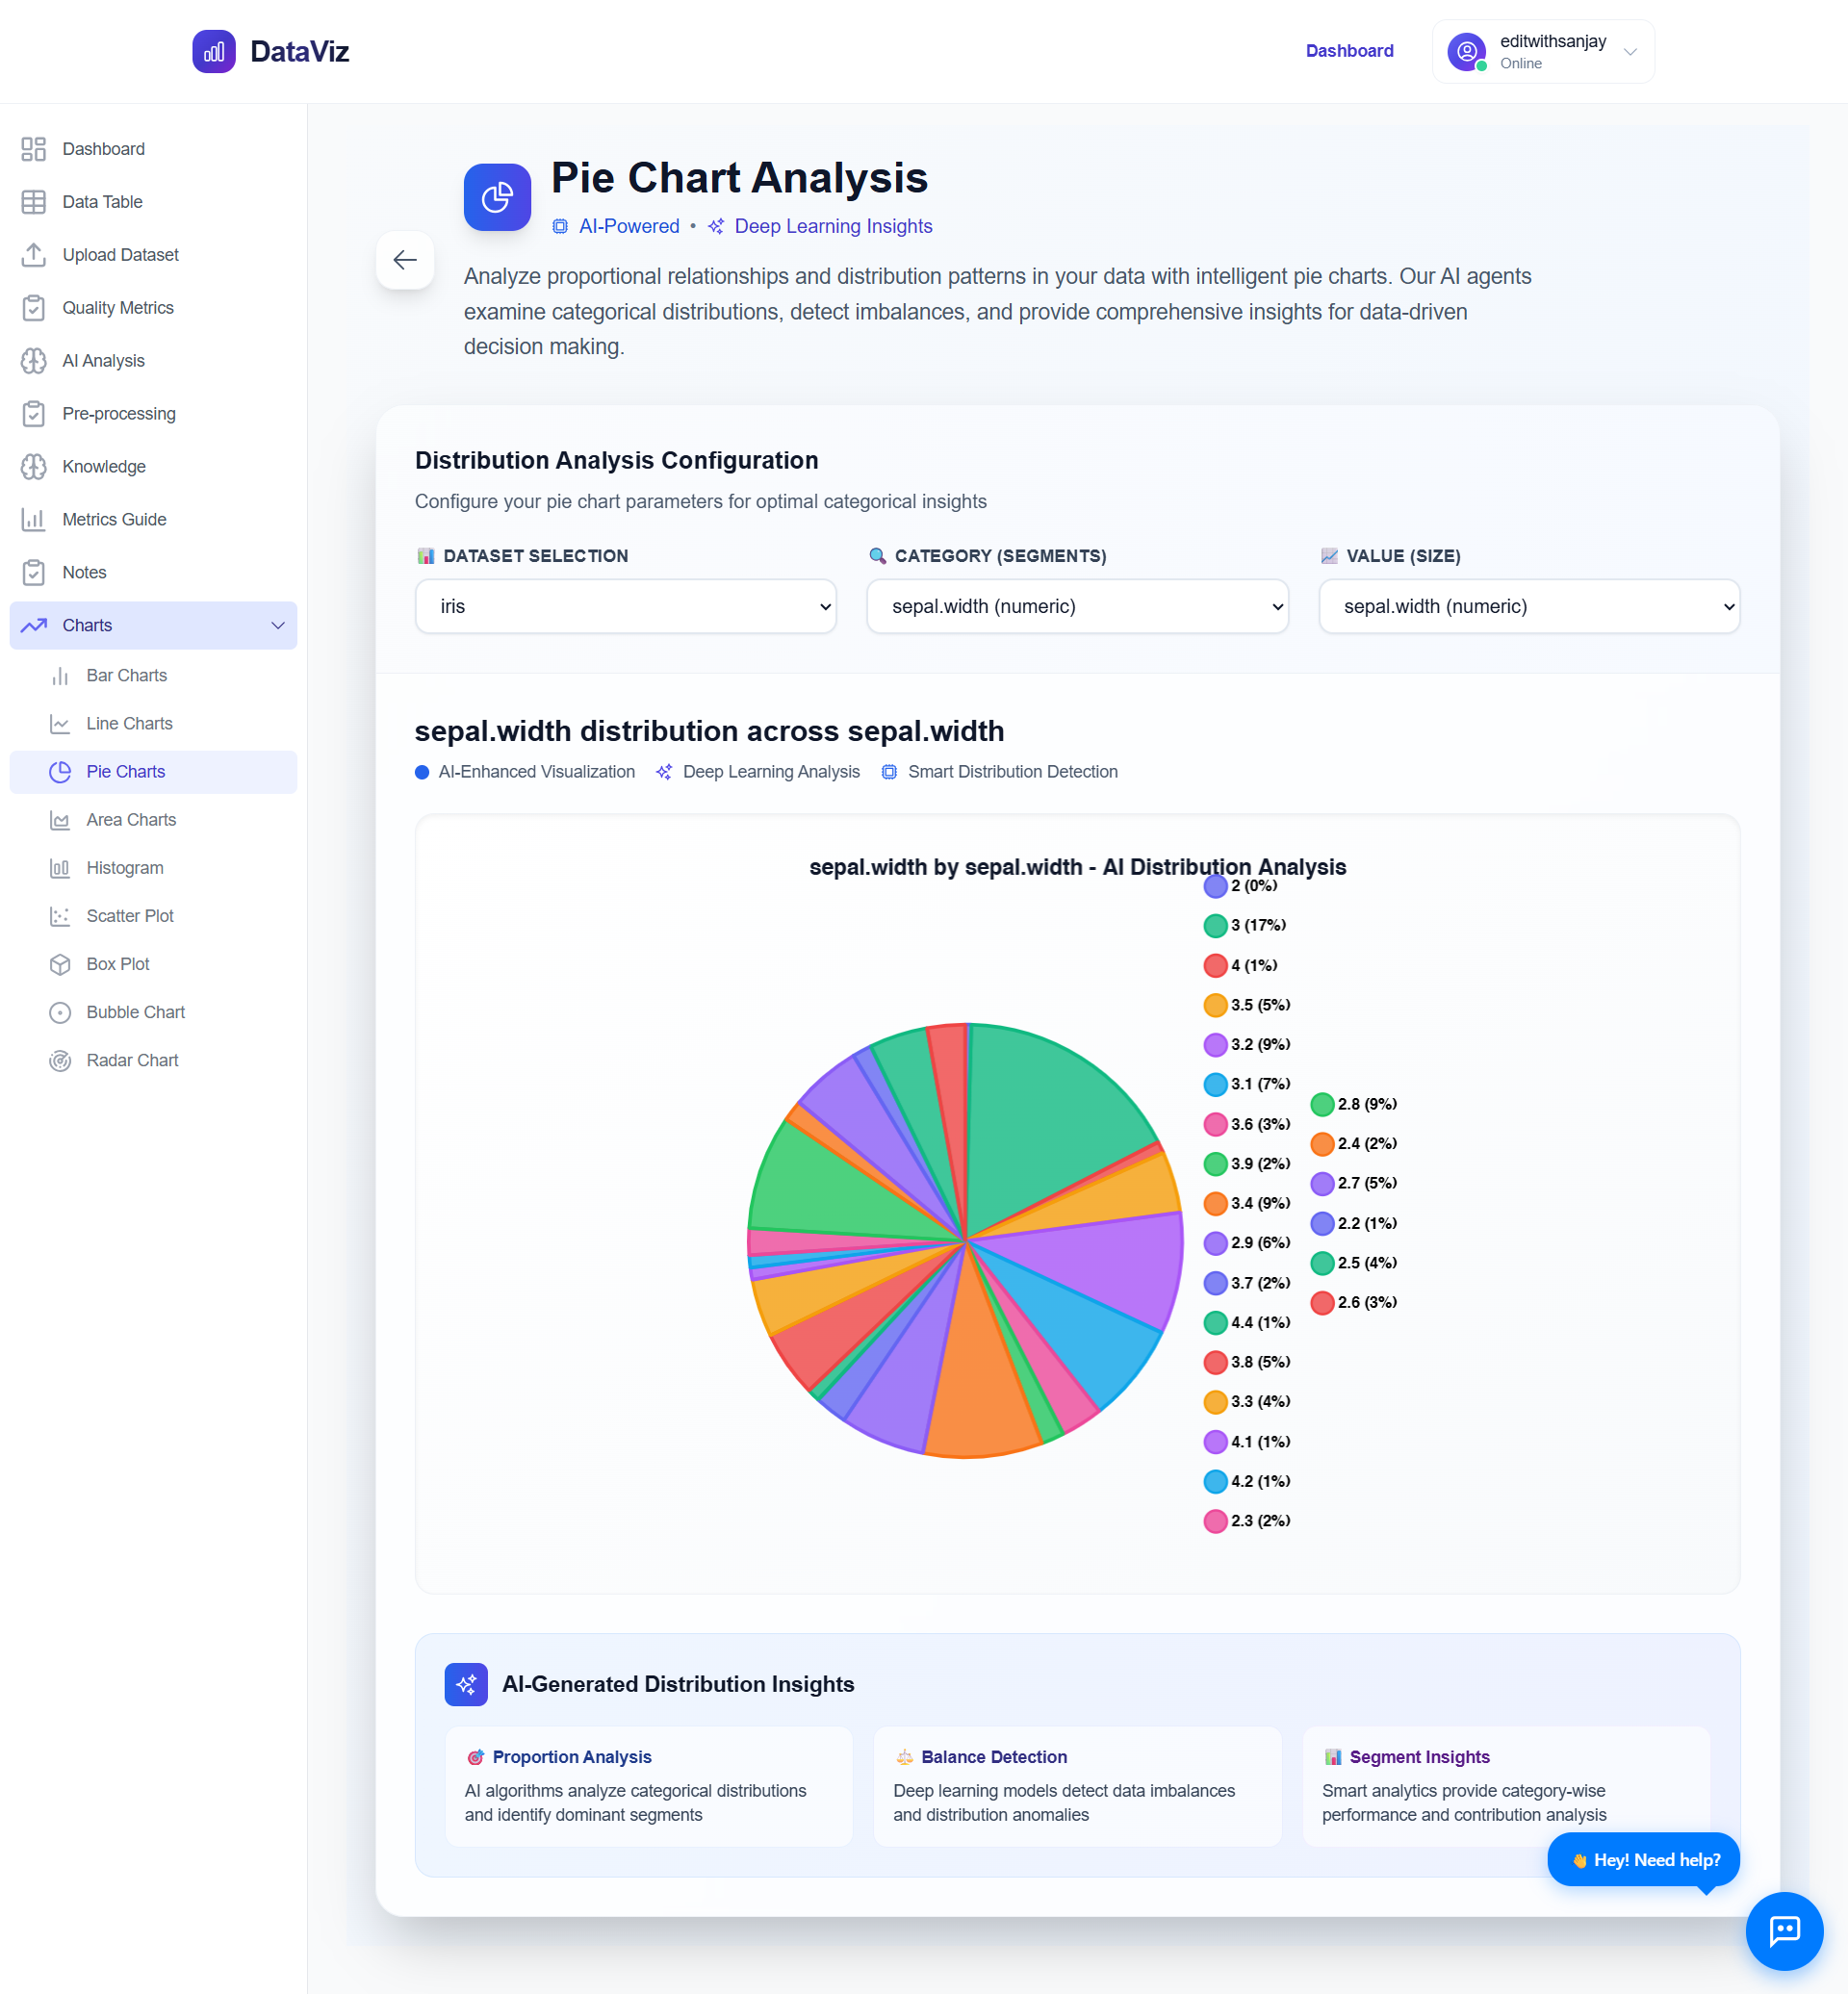 DataViz
Dashboard
editwithsanjay
Online
Dashboard
Data Table
Upload Dataset
Quality Metrics
AI Analysis
Pre-processing
Knowledge
Metrics Guide
Notes
Charts
Bar Charts
Line Charts
Pie Charts
Area Charts
Histogram
Scatter Plot
Box Plot
Bubble Chart
Radar Chart
Pie Chart Analysis
AI-Powered • Deep Learning Insights
Analyze proportional relationships and distribution patterns in your data with intelligent pie charts. Our AI agents
examine categorical distributions, detect imbalances, and provide comprehensive insights for data-driven
decision making.
Distribution Analysis Configuration
Configure your pie chart parameters for optimal categorical insights
DATASET SELECTION
iris
CATEGORY (SEGMENTS)
sepal.width (numeric)
VALUE (SIZE)
sepal.width (numeric)
sepal.width distribution across sepal.width
AI-Enhanced Visualization Deep Learning Analysis Smart Distribution Detection
sepal.width by sepal.width - AI Distribution Analysis
2 (0%)
3 (17%)
4 (1%)
3.5 (5%)
3.2 (9%)
3.1 (7%)
3.6 (3%)
3.9 (2%)
3.4 (9%)
2.9 (6%)
3.7 (2%)
4.4 (1%)
3.8 (5%)
3.3 (4%)
4.1 (1%)
4.2 (1%)
2.3 (2%)
2.8 (9%)
2.4 (2%)
2.7 (5%)
2.2 (1%)
2.5 (4%)
2.6 (3%)
AI-Generated Distribution Insights
Proportion Analysis
AI algorithms analyze categorical distributions
and identify dominant segments
Balance Detection
Deep learning models detect data imbalances
and distribution anomalies
Segment Insights
Smart analytics provide category-wise
performance and contribution analysis
👋 Hey! Need help?